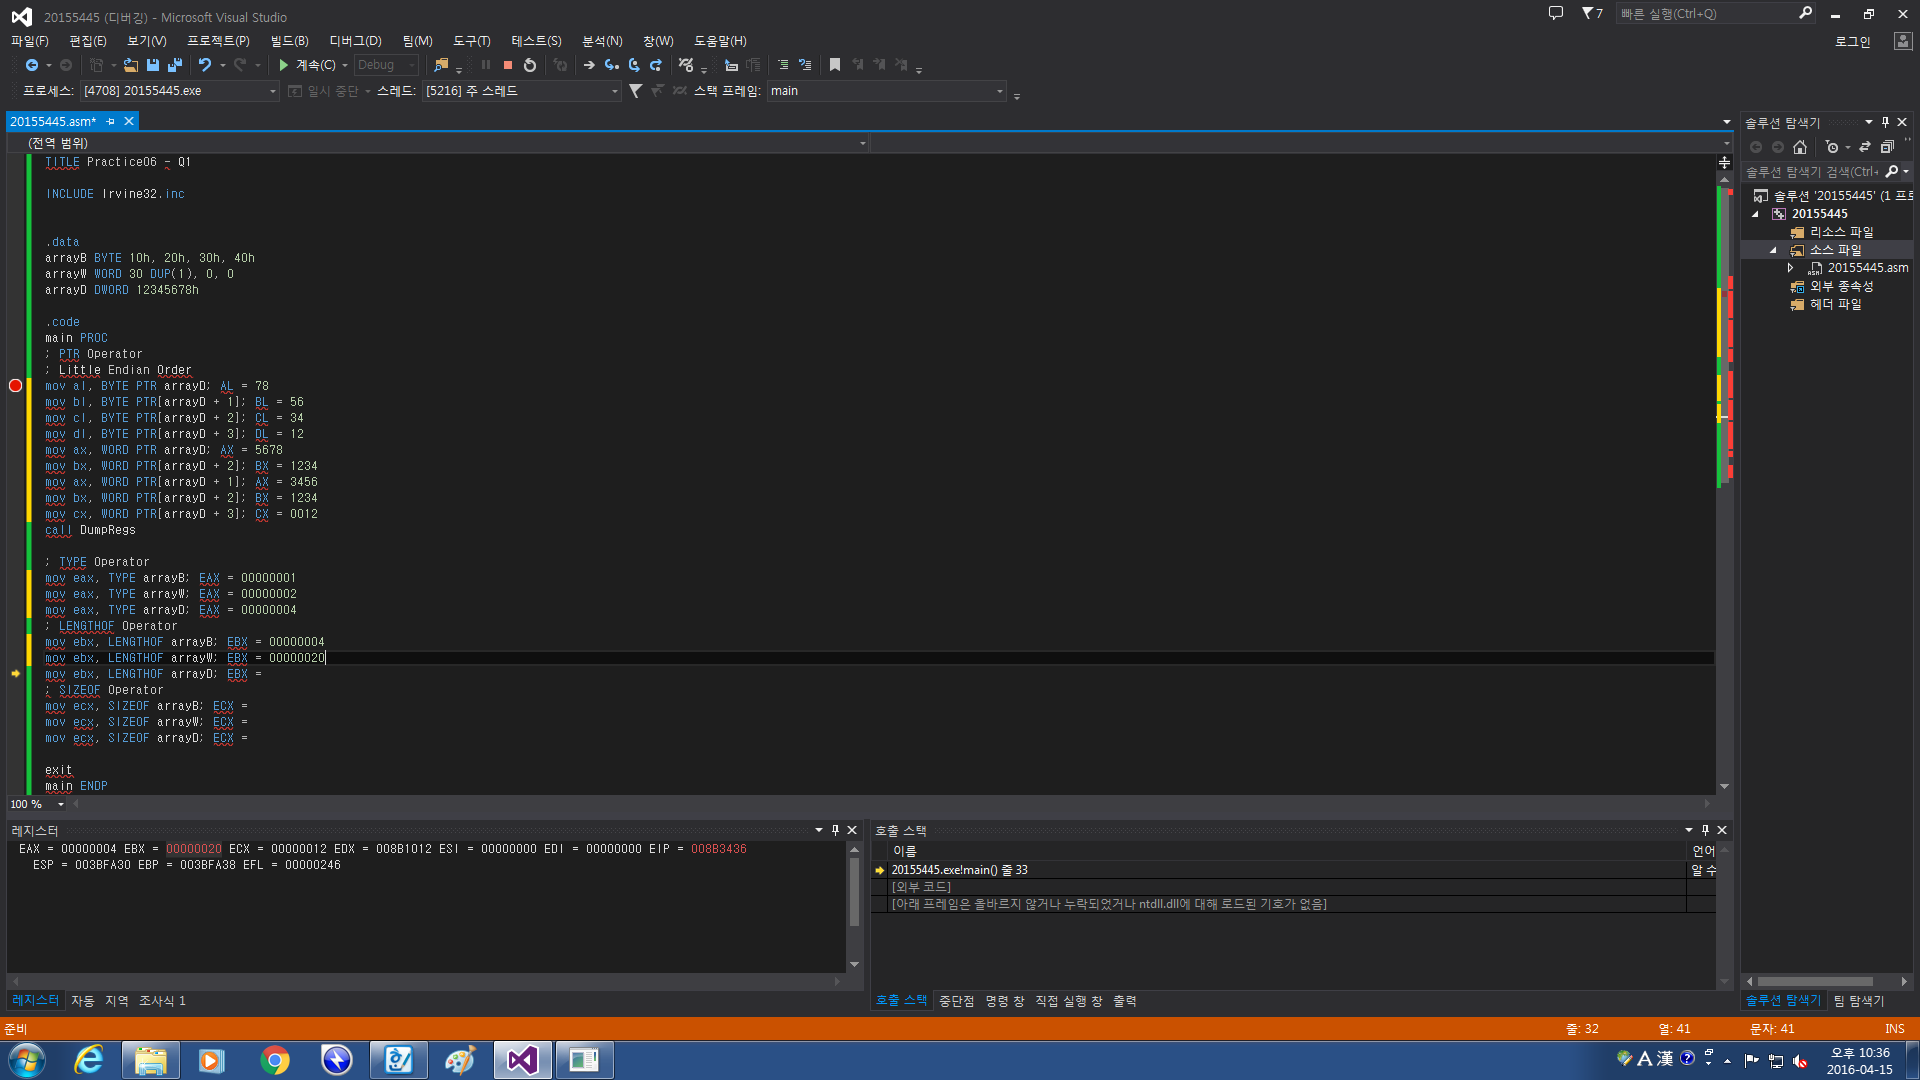 20155445 (디버깅) - Microsoft Visual Studio
7
빠른 실행(Ctrl+Q)
파일(F) 편집(E) 보기(V) 프로젝트(P) 빌드(B) 디버그(D) 팀(M) 도구(T) 테스트(S) 분석(N) 창(W) 도움말(H)
로그인
계속(C) Debug
프로세스: [4708] 20155445.exe 일시 중단 스레드: [5216] 주 스레드 스택 프레임: main
20155445.asm*
(전역 범위)
TITLE Practice06 - Q1
INCLUDE Irvine32.inc
.data
arrayB BYTE 10h, 20h, 30h, 40h
arrayW WORD 30 DUP(1), 0, 0
arrayD DWORD 12345678h
.code
main PROC
; PTR Operator
; Little Endian Order
mov al, BYTE PTR arrayD; AL = 78
mov bl, BYTE PTR[arrayD + 1]; BL = 56
mov cl, BYTE PTR[arrayD + 2]; CL = 34
mov dl, BYTE PTR[arrayD + 3]; DL = 12
mov ax, WORD PTR arrayD; AX = 5678
mov bx, WORD PTR[arrayD + 2]; BX = 1234
mov ax, WORD PTR[arrayD + 1]; AX = 3456
mov bx, WORD PTR[arrayD + 2]; BX = 1234
mov cx, WORD PTR[arrayD + 3]; CX = 0012
call DumpRegs
; TYPE Operator
mov eax, TYPE arrayB; EAX = 00000001
mov eax, TYPE arrayW; EAX = 00000002
mov eax, TYPE arrayD; EAX = 00000004
; LENGTHOF Operator
mov ebx, LENGTHOF arrayB; EBX = 00000004
mov ebx, LENGTHOF arrayW; EBX = 00000020
mov ebx, LENGTHOF arrayD; EBX =
; SIZEOF Operator
mov ecx, SIZEOF arrayB; ECX =
mov ecx, SIZEOF arrayW; ECX =
mov ecx, SIZEOF arrayD; ECX =
exit
main ENDP
100 %
솔루션 탐색기
솔루션 탐색기 검색(Ctrl+
솔루션 '20155445' (1 프로
20155445
리소스 파일
소스 파일
20155445.asm
외부 종속성
헤더 파일
레지스터
EAX = 00000004 EBX = 00000020 ECX = 00000012 EDX = 008B1012 ESI = 00000000 EDI = 00000000 EIP = 008B3436
ESP = 003BFA30 EBP = 003BFA38 EFL = 00000246
레지스터 자동 지역 조사식 1
호출 스택
이름 언어
20155445.exe!main() 줄 33 알 수
[외부 코드]
[아래 프레임은 올바르지 않거나 누락되었거나 ntdll.dll에 대해 로드된 기호가 없음]
호출 스택 중단점 명령 창 직접 실행 창 출력
솔루션 탐색기 팀 탐색기
준비 줄: 32 열: 41 문자: 41 INS
A 漢
오후 10:36
2016-04-15